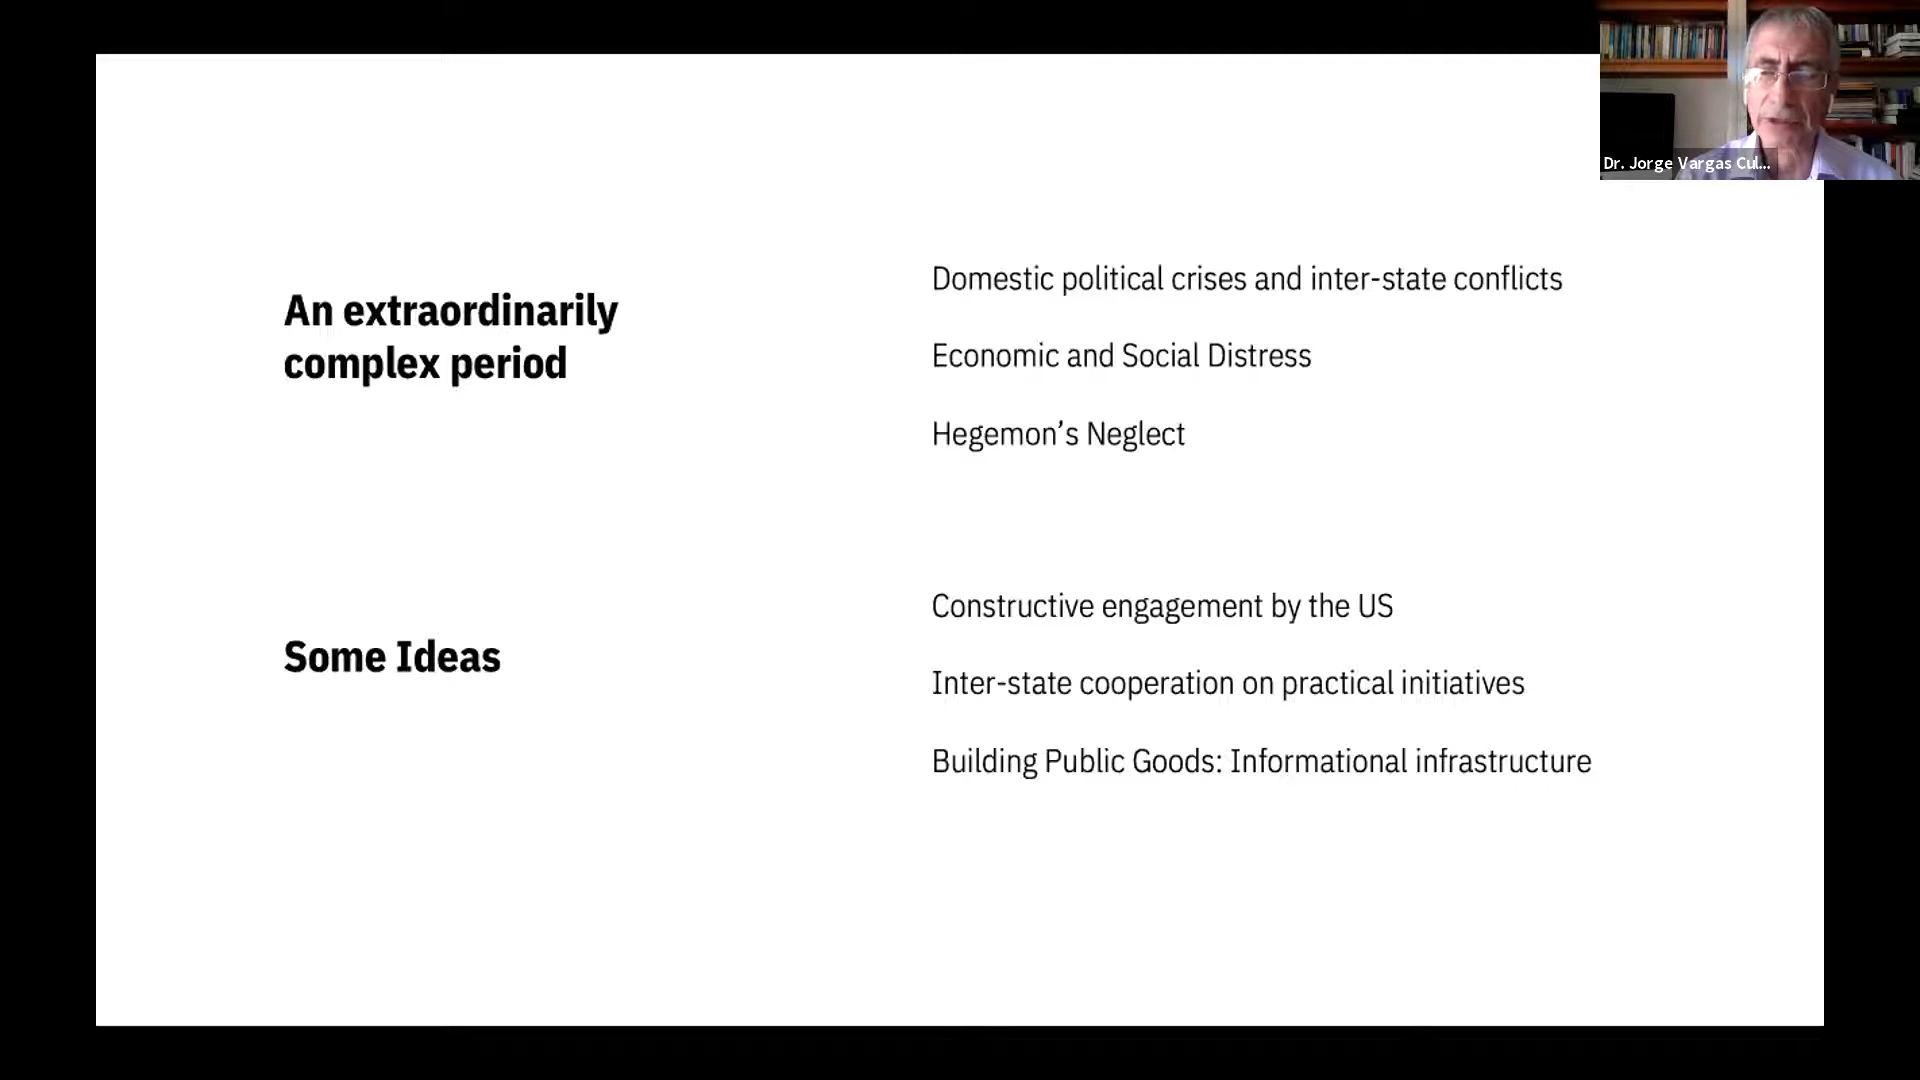 An extraordinarily
complex period
Domestic political crises and inter-state conflicts
Economic and Social Distress
Hegemon’s Neglect
Some Ideas
Constructive engagement by the US
Inter-state cooperation on practical initiatives
Building Public Goods: Informational infrastructure
Dr. Jorge Vargas Cul...